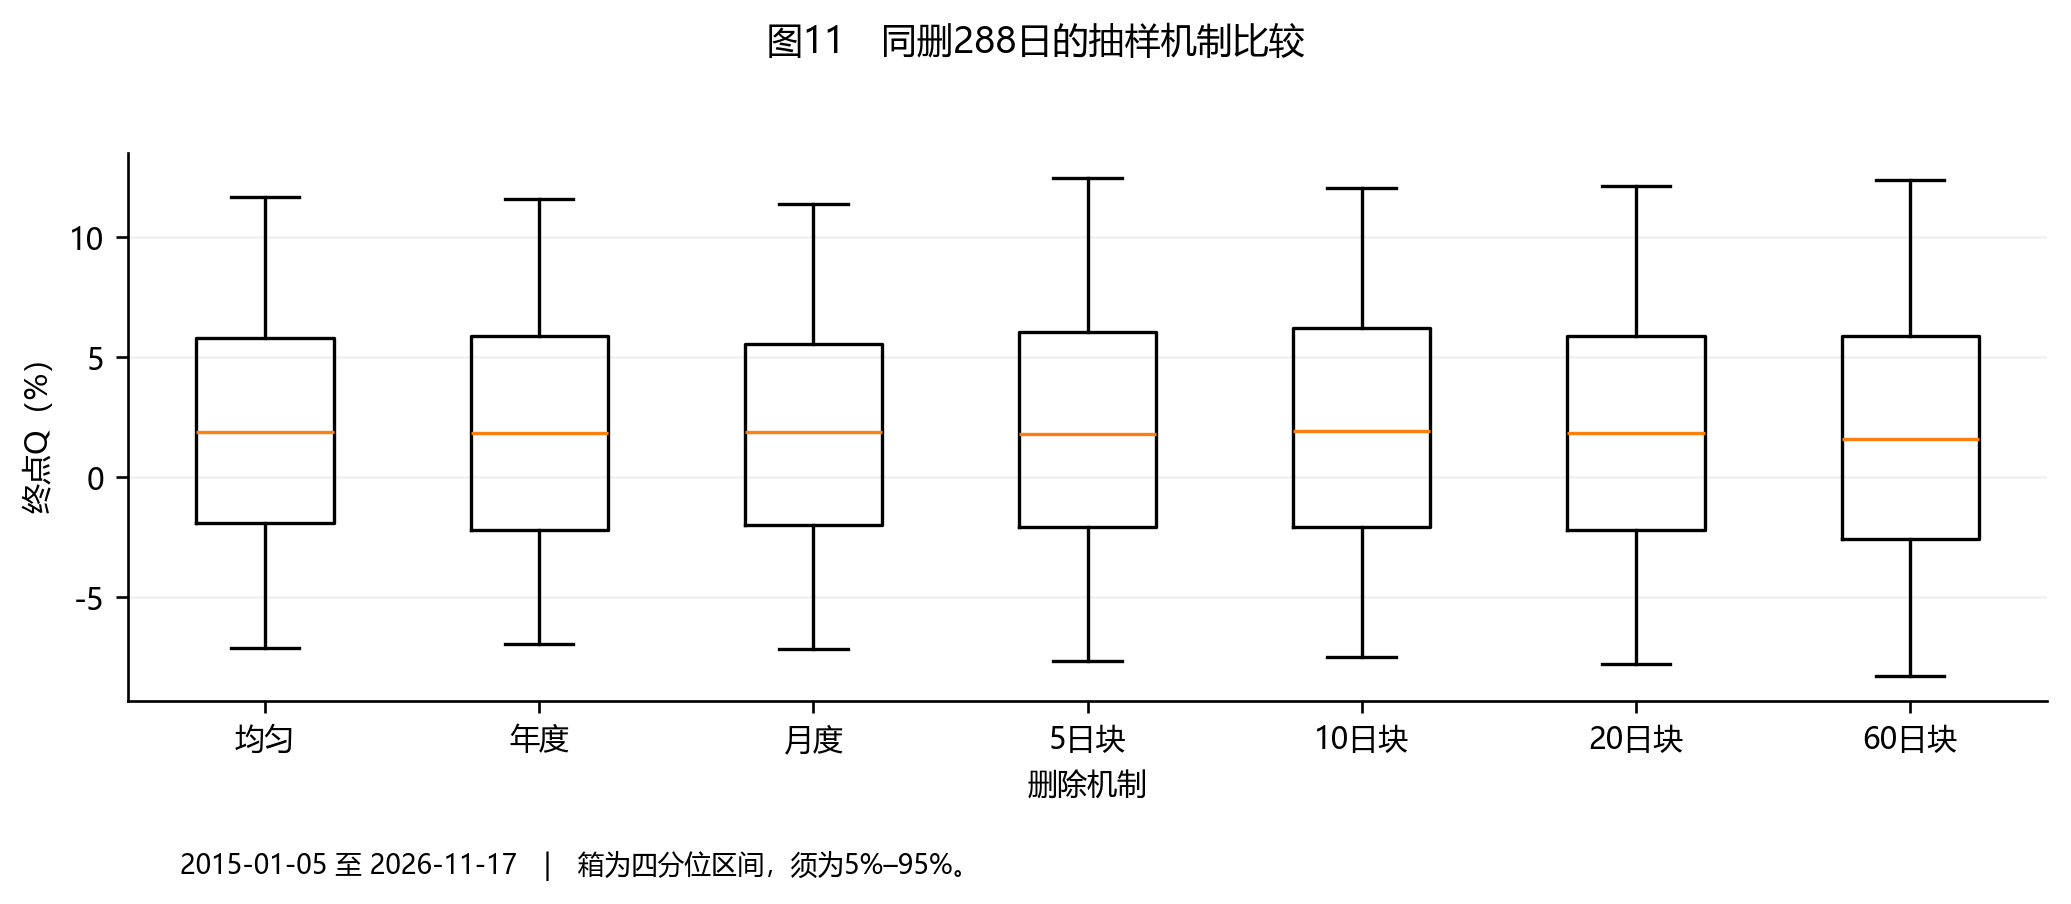 图11　同删288日的抽样机制比较
终点Q（%）
10
5
0
-5
均匀 年度 月度 5日块 10日块 20日块 60日块
删除机制
2015-01-05 至 2026-11-17　|　箱为四分位区间，须为5%–95%。